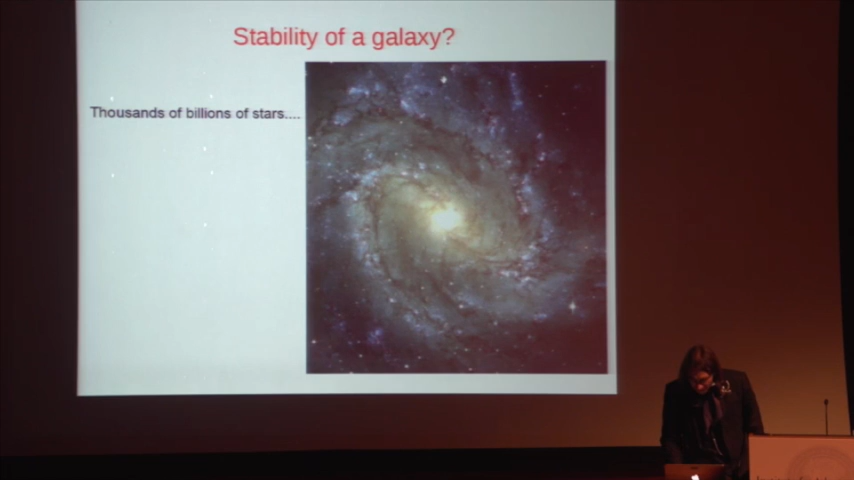 Stability of a galaxy?
Thousands of billions of stars....